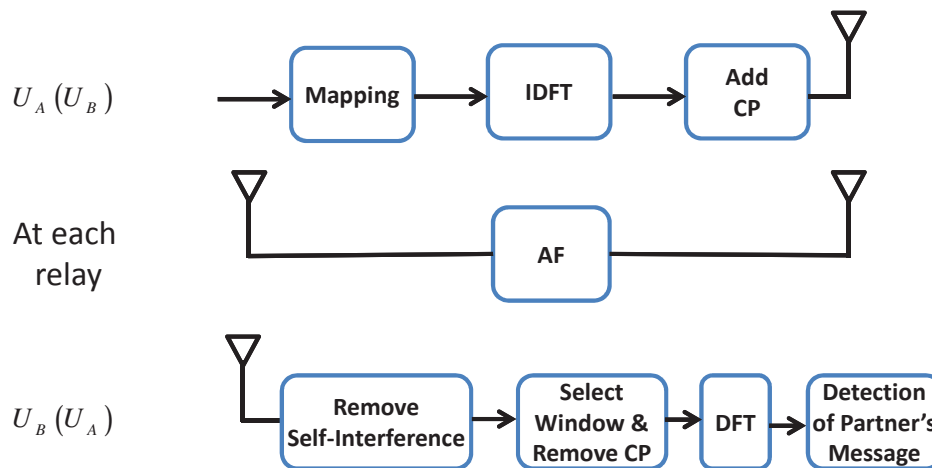 U_A (U_B)
Mapping
IDFT
Add
CP
At each
relay
AF
U_B (U_A)
Remove
Self-Interference
Select
Window &
Remove CP
DFT
Detection
of Partner's
Message